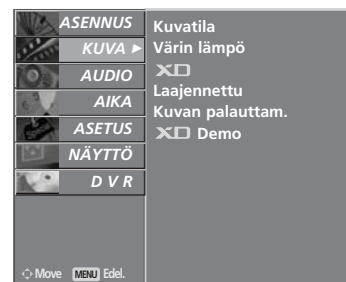 ASENNUS
KUVA ▶
AUDIO
AIKA
ASETUS
NÄYTTÖ
D V R
Move MENU Edel.
Kuvatila
Värin lämpö
XD
Laajennettu
Kuvan palauttam.
XD Demo